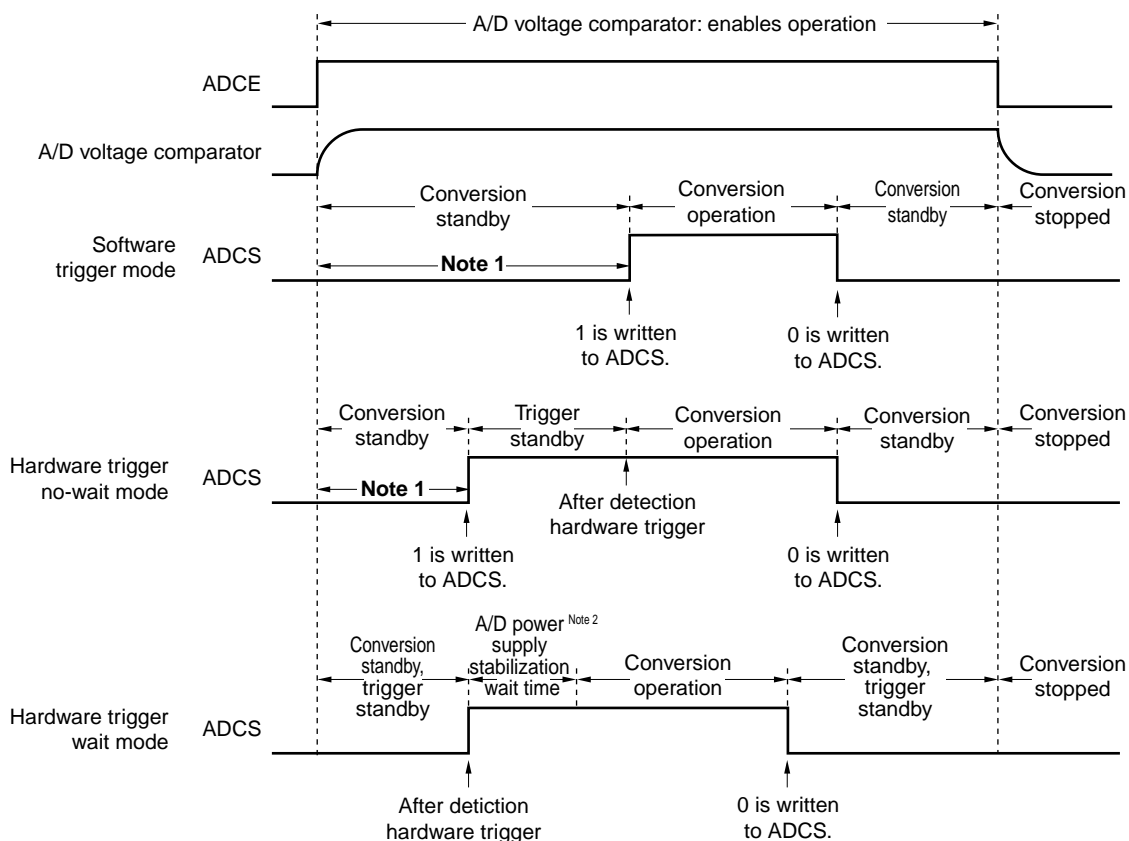 A/D voltage comparator: enables operation
ADCE
A/D voltage comparator
Conversion
standby
Conversion
operation
Conversion
standby
Conversion
stopped
Software
trigger mode
ADCS
Note 1
1 is written
to ADCS.
0 is written
to ADCS.
Conversion
standby
Trigger
standby
Conversion
operation
Conversion
standby
Conversion
stopped
Hardware trigger
no-wait mode
ADCS
Note 1
After detection
hardware trigger
1 is written
to ADCS.
0 is written
to ADCS.
Conversion
standby,
trigger
standby
A/D power Note 2
supply
stabilization
wait time
Conversion
operation
Conversion
standby,
trigger
standby
Conversion
stopped
Hardware trigger
wait mode
ADCS
After detiction
hardware trigger
0 is written
to ADCS.